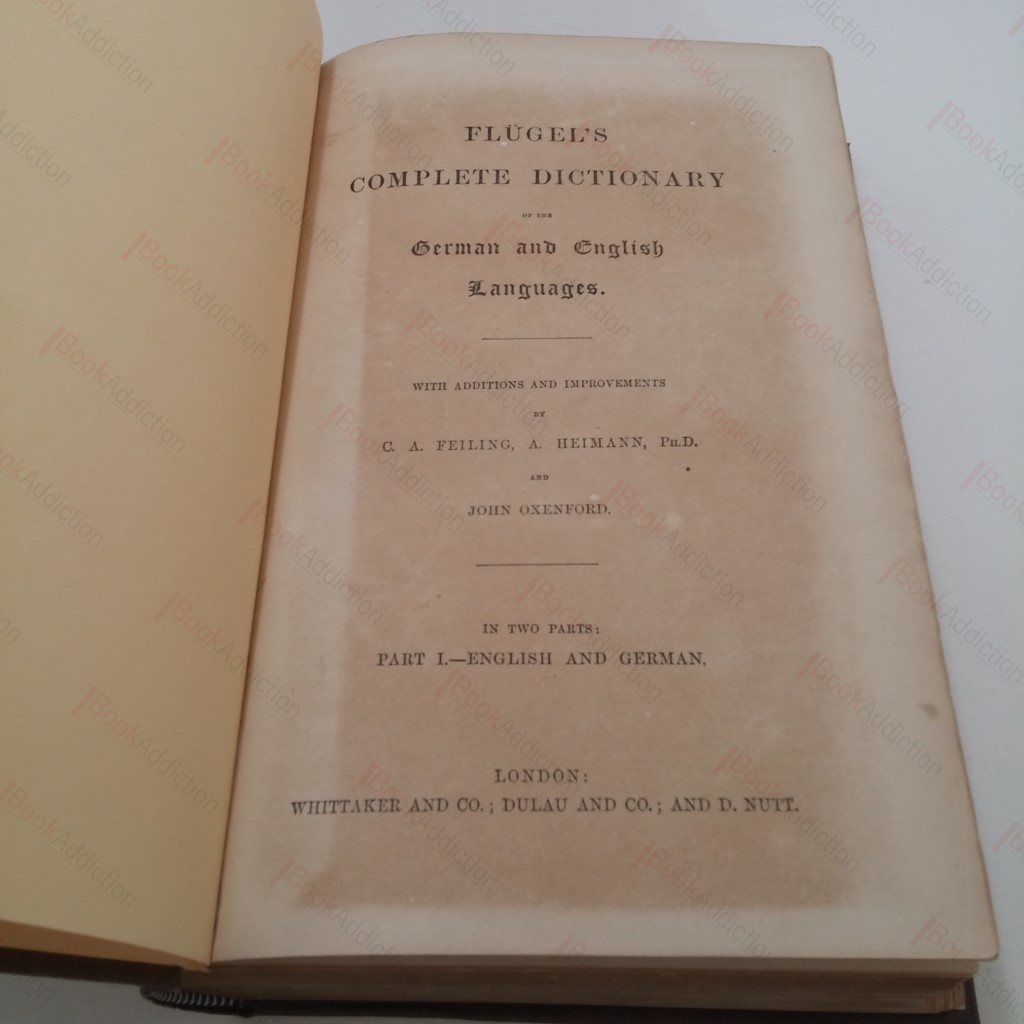 FLÜGEL'S
COMPLETE DICTIONARY
OF THE
German and English
Languages.
WITH ADDITIONS AND IMPROVEMENTS
BY
C. A. FEILING, A. HEIMANN, PH.D.
AND
JOHN OXENFORD.
IN TWO PARTS:
PART I.—ENGLISH AND GERMAN.
LONDON:
WHITTAKER AND CO.; DULAU AND CO.; AND D. NUTT.
BookAddiction